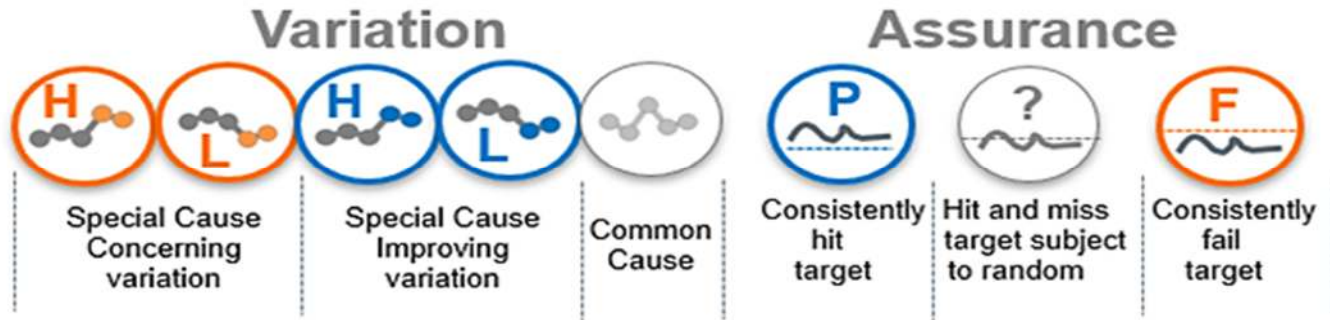 Variation
Assurance
H
L
H
L
P
?
F
Special Cause
Concerning
variation
Special Cause
Improving
variation
Common
Cause
Consistently
hit
target
Hit and miss
target subject
to random
Consistently
fail
target